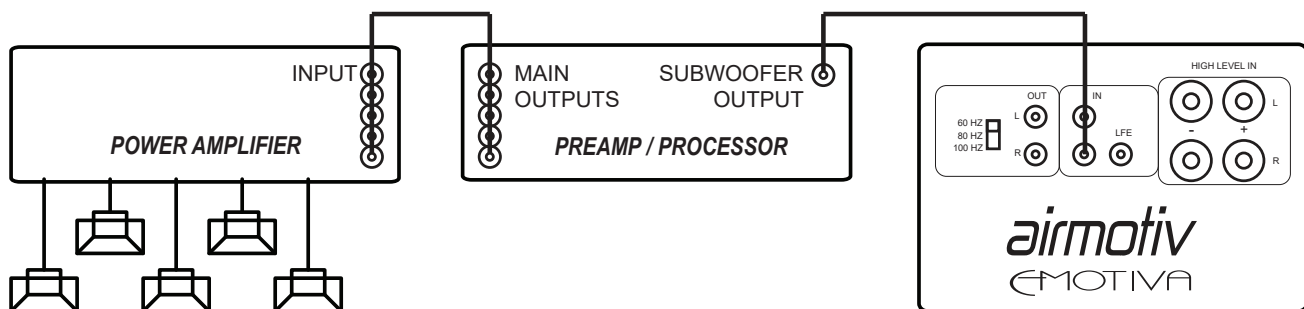 INPUT
POWER AMPLIFIER
MAIN
OUTPUTS
SUBWOOFER
OUTPUT
PREAMP / PROCESSOR
HIGH LEVEL IN
OUT
IN
L
L
60 HZ
80 HZ
100 HZ
LFE
- +
R
R
airmotiv
EMOTIVA